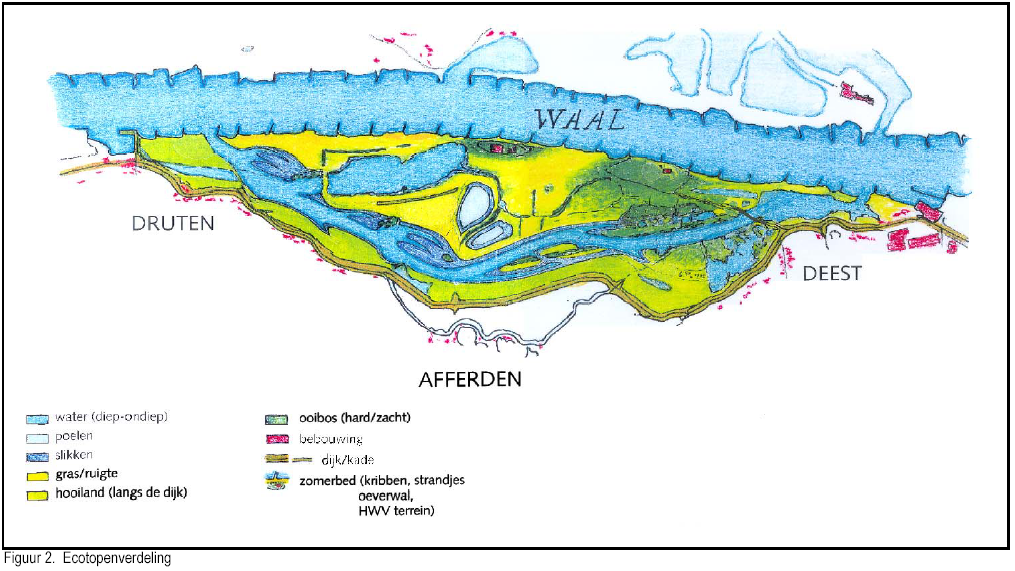 WAAL
DRUTEN
DEEST
AFFERDEN
water (diep-ondiep)
poelen
slikken
gras/ruigte
hooiland (langs de dijk)
ooibos (hard/zacht)
bebouwing
dijk/kade
zomerbed (kribben, strandjes
oeverwal,
HWV terrein)
Figuur 2. Ecotopenverdeling